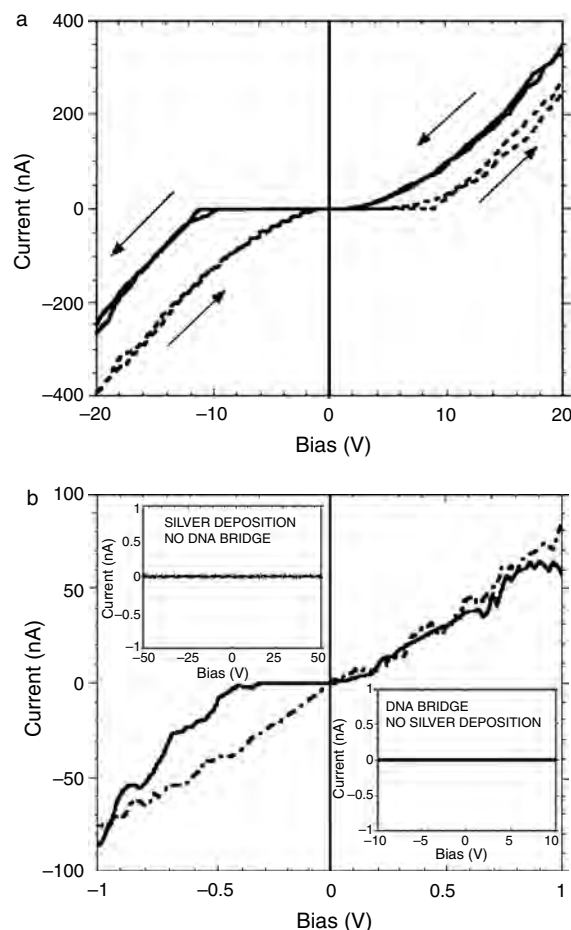 a
400
200
0
−200
−400
Current (nA)
−20
−10
0
10
20
Bias (V)
b
100
50
0
−50
−100
Current (nA)
1
0.5
0
−0.5
−1
Current (nA)
SILVER DEPOSITION
NO DNA BRIDGE
−50
−25
0
25
50
Bias (V)
1
0.5
0
−0.5
−1
Current (nA)
DNA BRIDGE
NO SILVER DEPOSITION
−10
−5
0
5
10
Bias (V)
−1
−0.5
0
0.5
1
Bias (V)